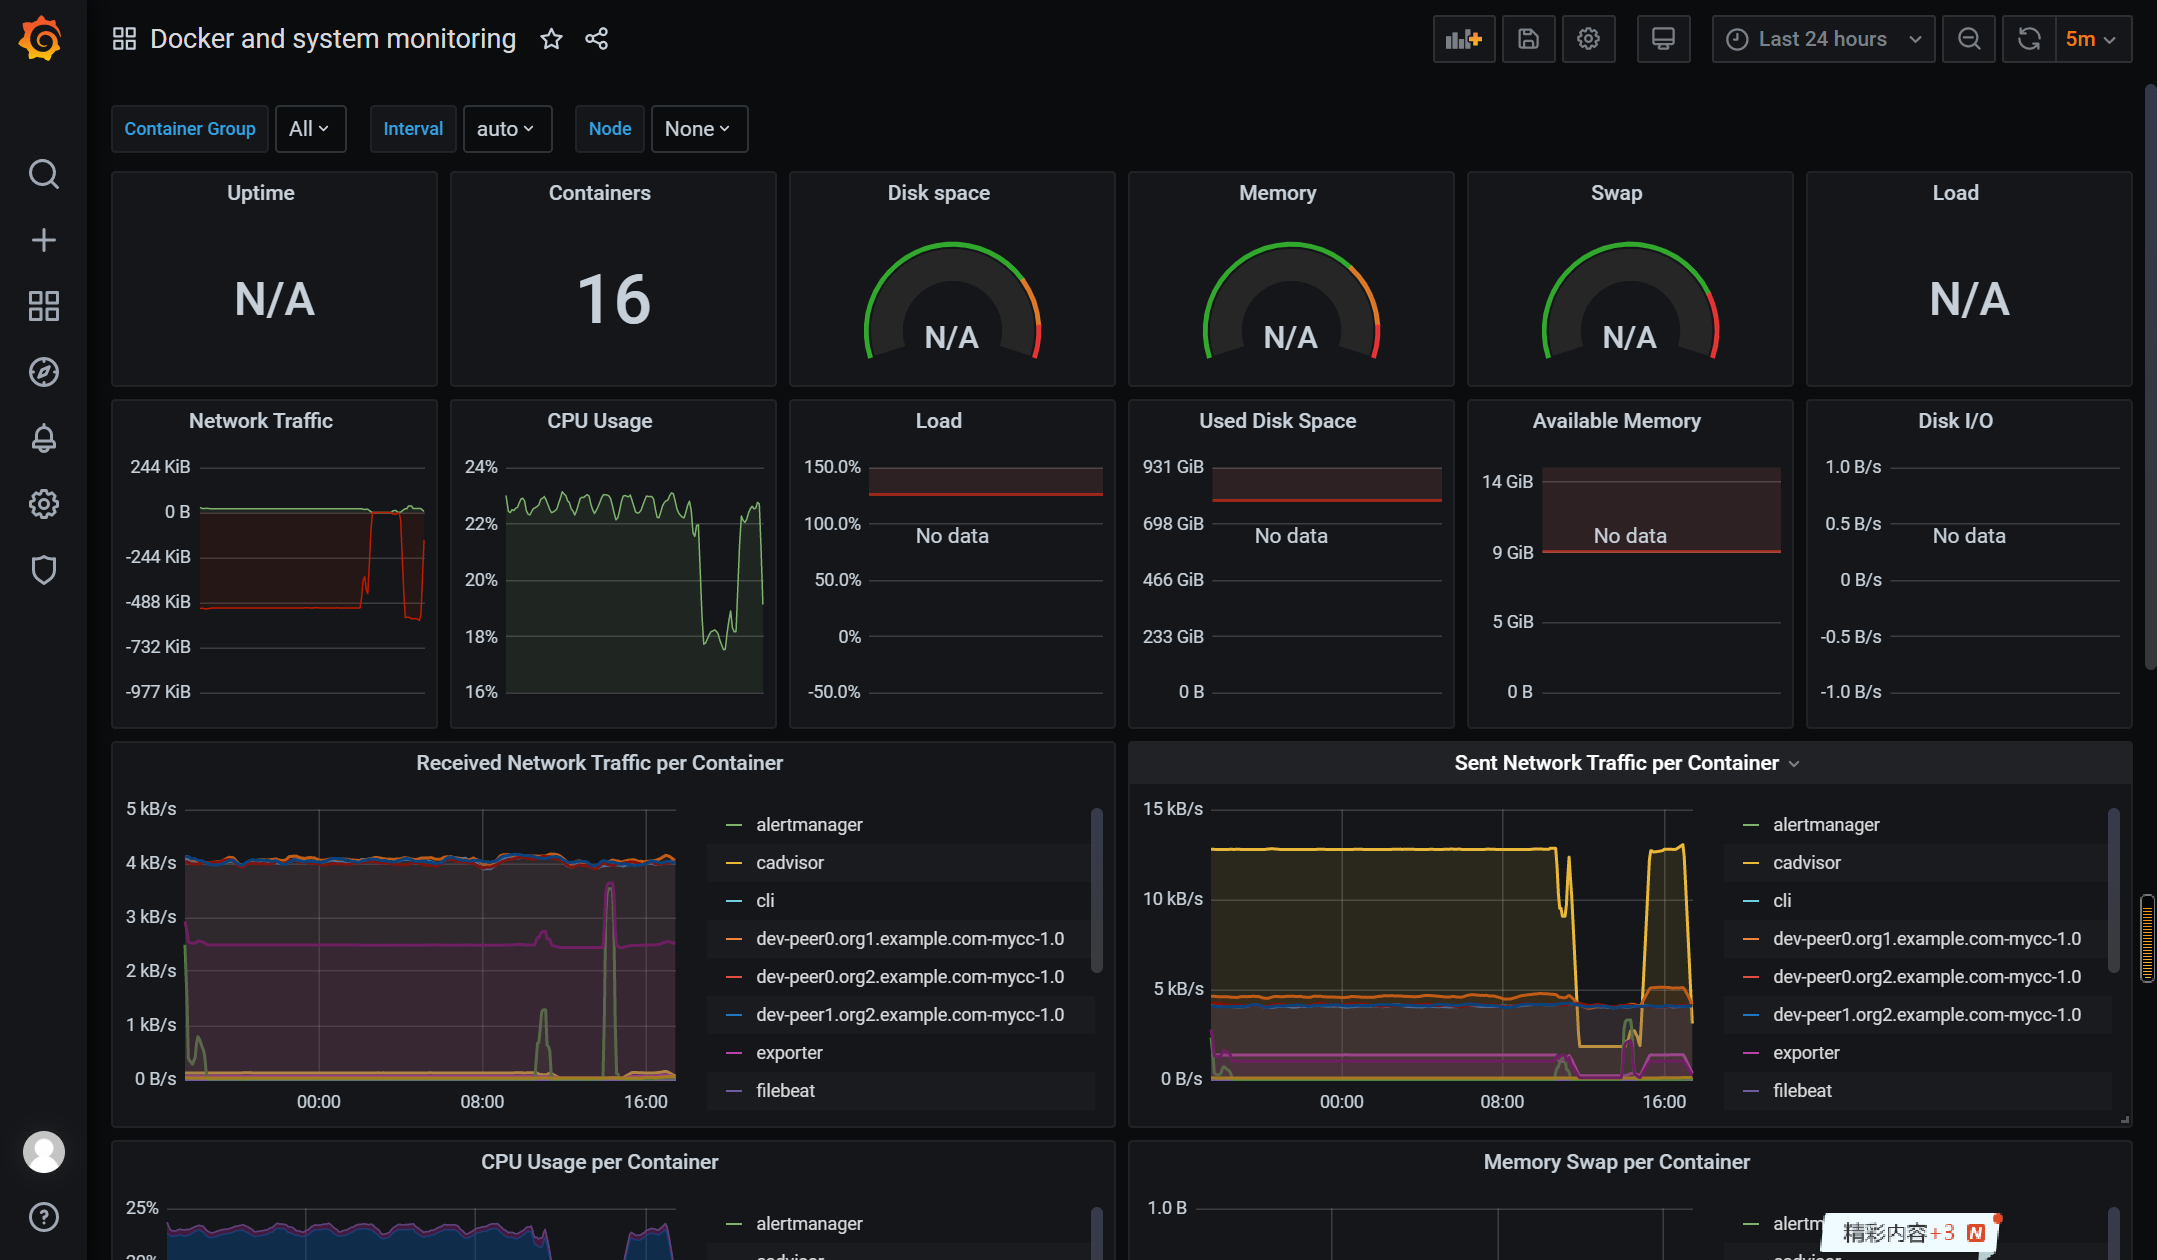 Docker and system monitoring
Last 24 hours
5m
Container Group
All
Interval
auto
Node
None
Uptime
N/A
Containers
16
Disk space
N/A
Memory
N/A
Swap
N/A
Load
N/A
Network Traffic
244 KiB
0 B
-244 KiB
-488 KiB
-732 KiB
-977 KiB
CPU Usage
24%
22%
20%
18%
16%
Load
150.0%
100.0%
50.0%
0%
-50.0%
No data
Used Disk Space
931 GiB
698 GiB
466 GiB
233 GiB
0 B
No data
Available Memory
14 GiB
9 GiB
5 GiB
0 B
No data
Disk I/O
1.0 B/s
0.5 B/s
0 B/s
-0.5 B/s
-1.0 B/s
No data
Received Network Traffic per Container
5 kB/s
4 kB/s
3 kB/s
2 kB/s
1 kB/s
0 B/s
00:00
08:00
16:00
alertmanager
cadvisor
cli
dev-peer0.org1.example.com-mycc-1.0
dev-peer0.org2.example.com-mycc-1.0
dev-peer1.org2.example.com-mycc-1.0
exporter
filebeat
Sent Network Traffic per Container
15 kB/s
10 kB/s
5 kB/s
0 B/s
00:00
08:00
16:00
alertmanager
cadvisor
cli
dev-peer0.org1.example.com-mycc-1.0
dev-peer0.org2.example.com-mycc-1.0
dev-peer1.org2.example.com-mycc-1.0
exporter
filebeat
CPU Usage per Container
25%
alertmanager
Memory Swap per Container
1.0 B
alertm
精彩内容+3
N